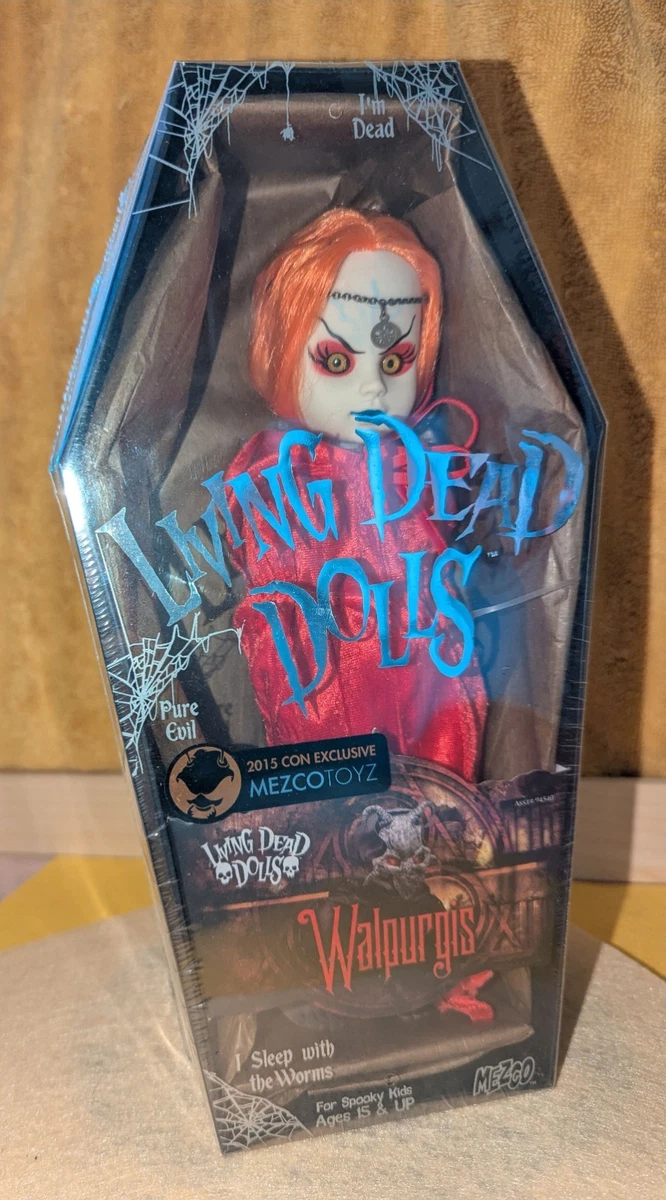 I'm
Dead
LIVING DEAD
DOLLS™
Pure
Evil
2015 CON EXCLUSIVE
MEZCOTOYZ
LIVING DEAD
DOLLS
Walpurgis
I Sleep with
the Worms
For Spooky Kids
Ages 15 & UP
MEZCO